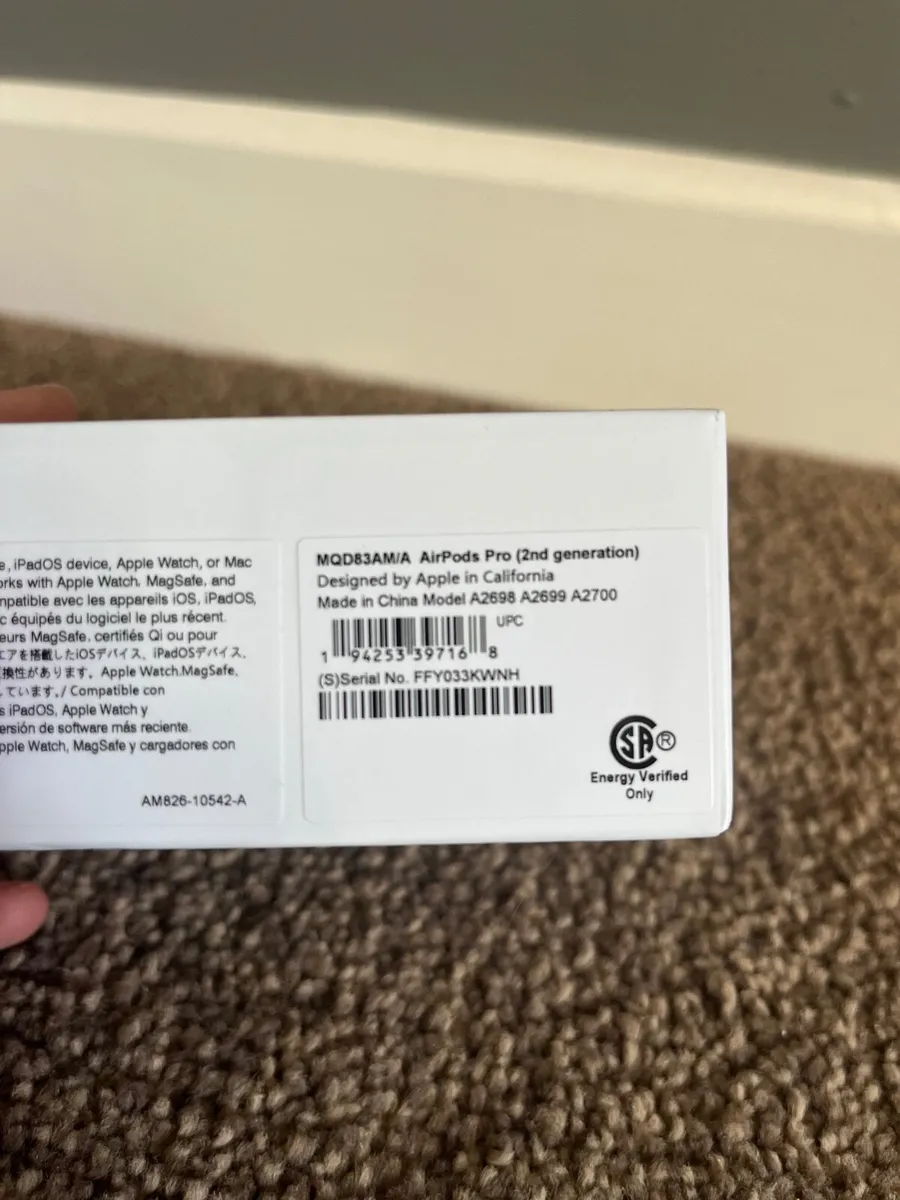 e, iPadOS device, Apple Watch, or Mac
orks with Apple Watch. MagSafe. and
npatible avec les appareils iOS, iPadOS,
c équipés du logiciel le plus récent.
eurs MagSafe. certifiés Qi ou pour
エアを搭載したiOSデバイス、iPadOSデバイス、
換性があります。Apple Watch.MagSafe、
しています。/ Compatible con
s iPadOS, Apple Watch y
ersión de software más reciente.
pple Watch, MagSafe y cargadores con
AM826-10542-A
MQD83AM/A AirPods Pro (2nd generation)
Designed by Apple in California
Made in China Model A2698 A2699 A2700
UPC
1 94253 39716 8
(S)Serial No. FFY033KWNH
SA ®
Energy Verified
Only